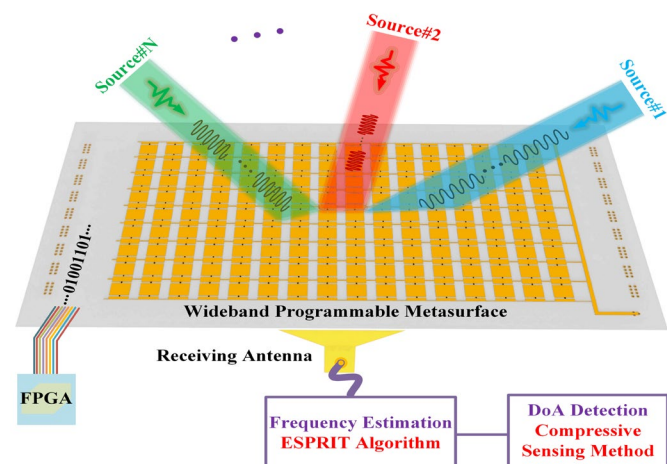 Source#N
Source#2
Source#1
...01001101...
Wideband Programmable Metasurface
Receiving Antenna
FPGA
Frequency Estimation
ESPRIT Algorithm
DoA Detection
Compressive
Sensing Method